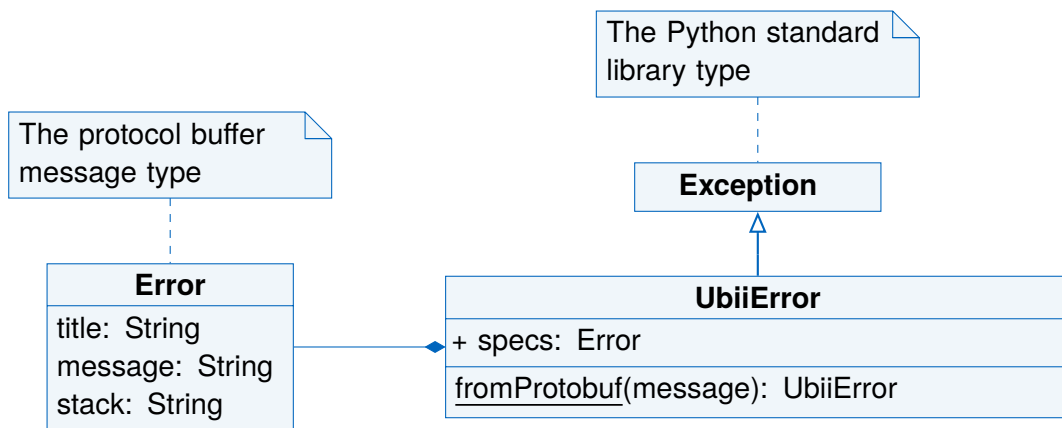 The Python standard
library type
The protocol buffer
message type
Exception
Error
title: String
message: String
stack: String
UbiiError
+ specs: Error
fromProtobuf(message): UbiiError